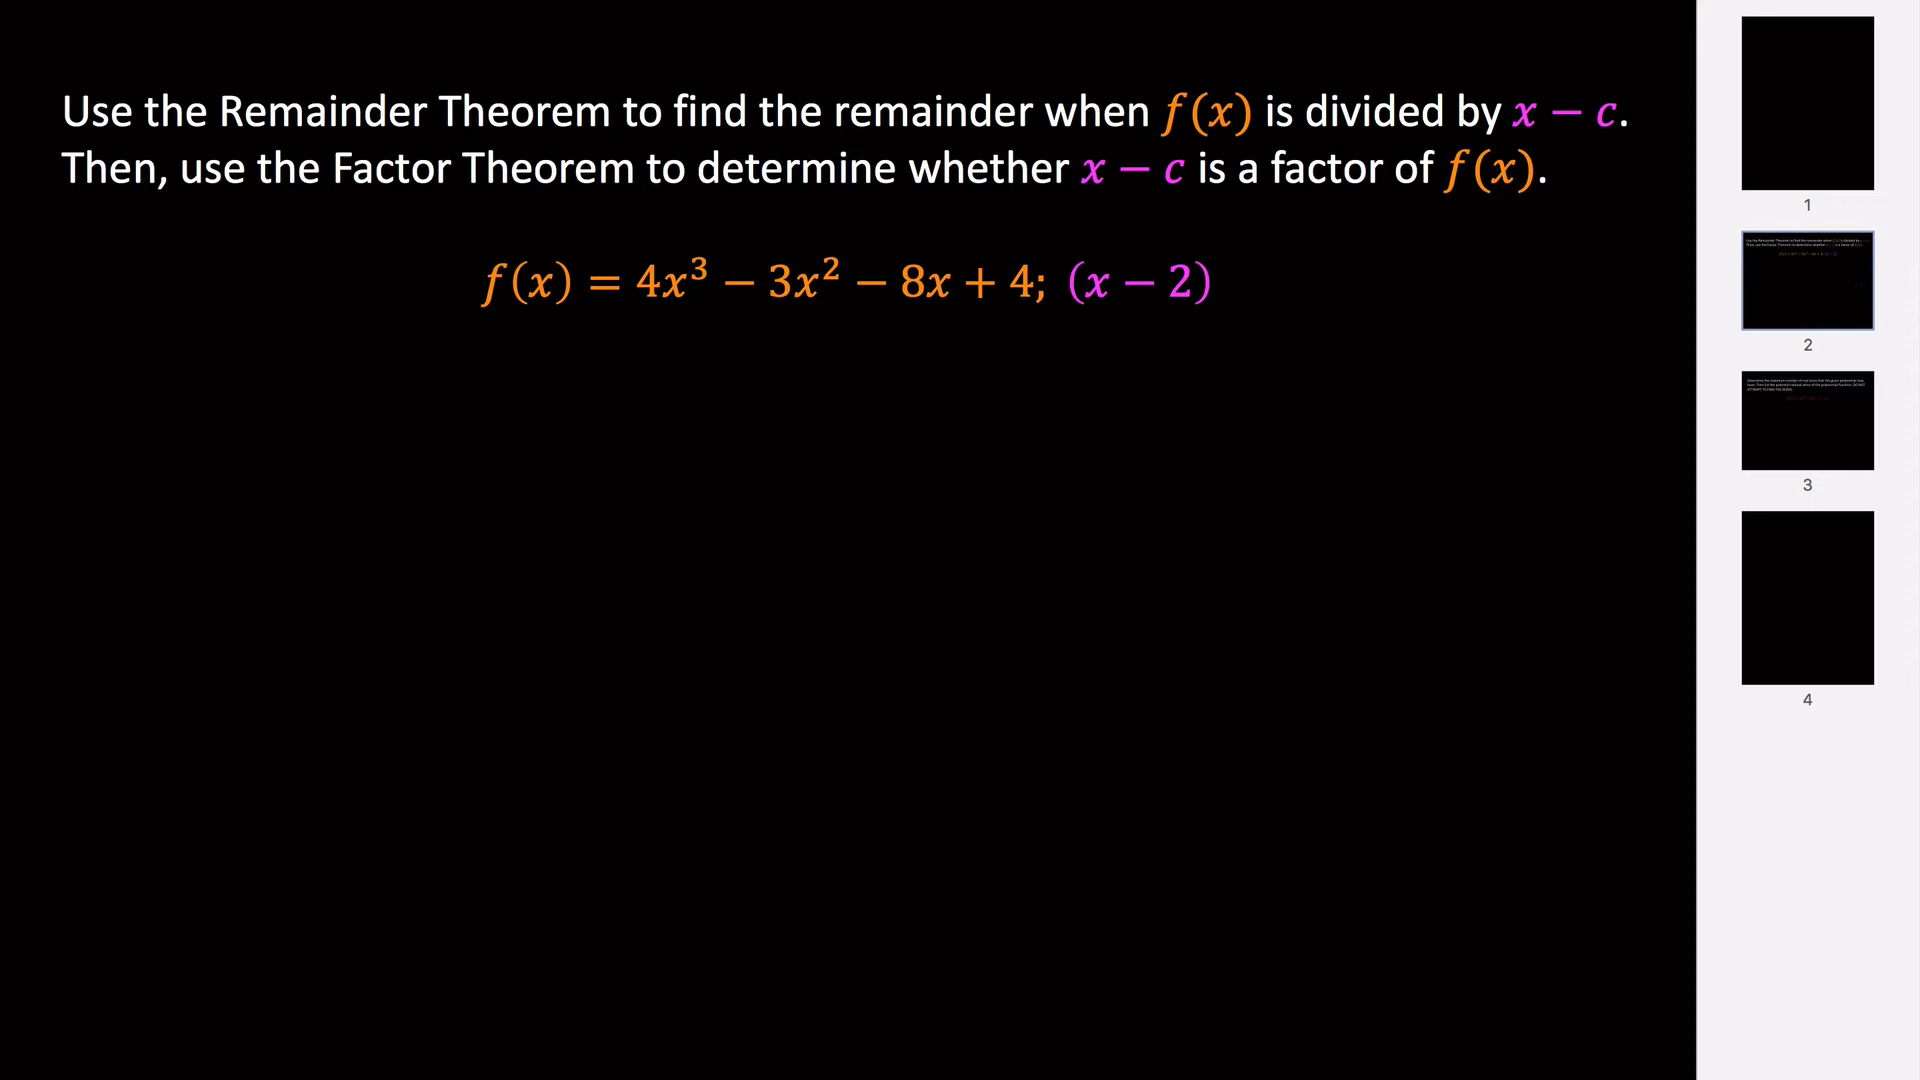 Use the Remainder Theorem to find the remainder when f(x) is divided by x − c.
Then, use the Factor Theorem to determine whether x − c is a factor of f(x).
f(x) = 4x³ − 3x² − 8x + 4; (x − 2)
1
2
3
4